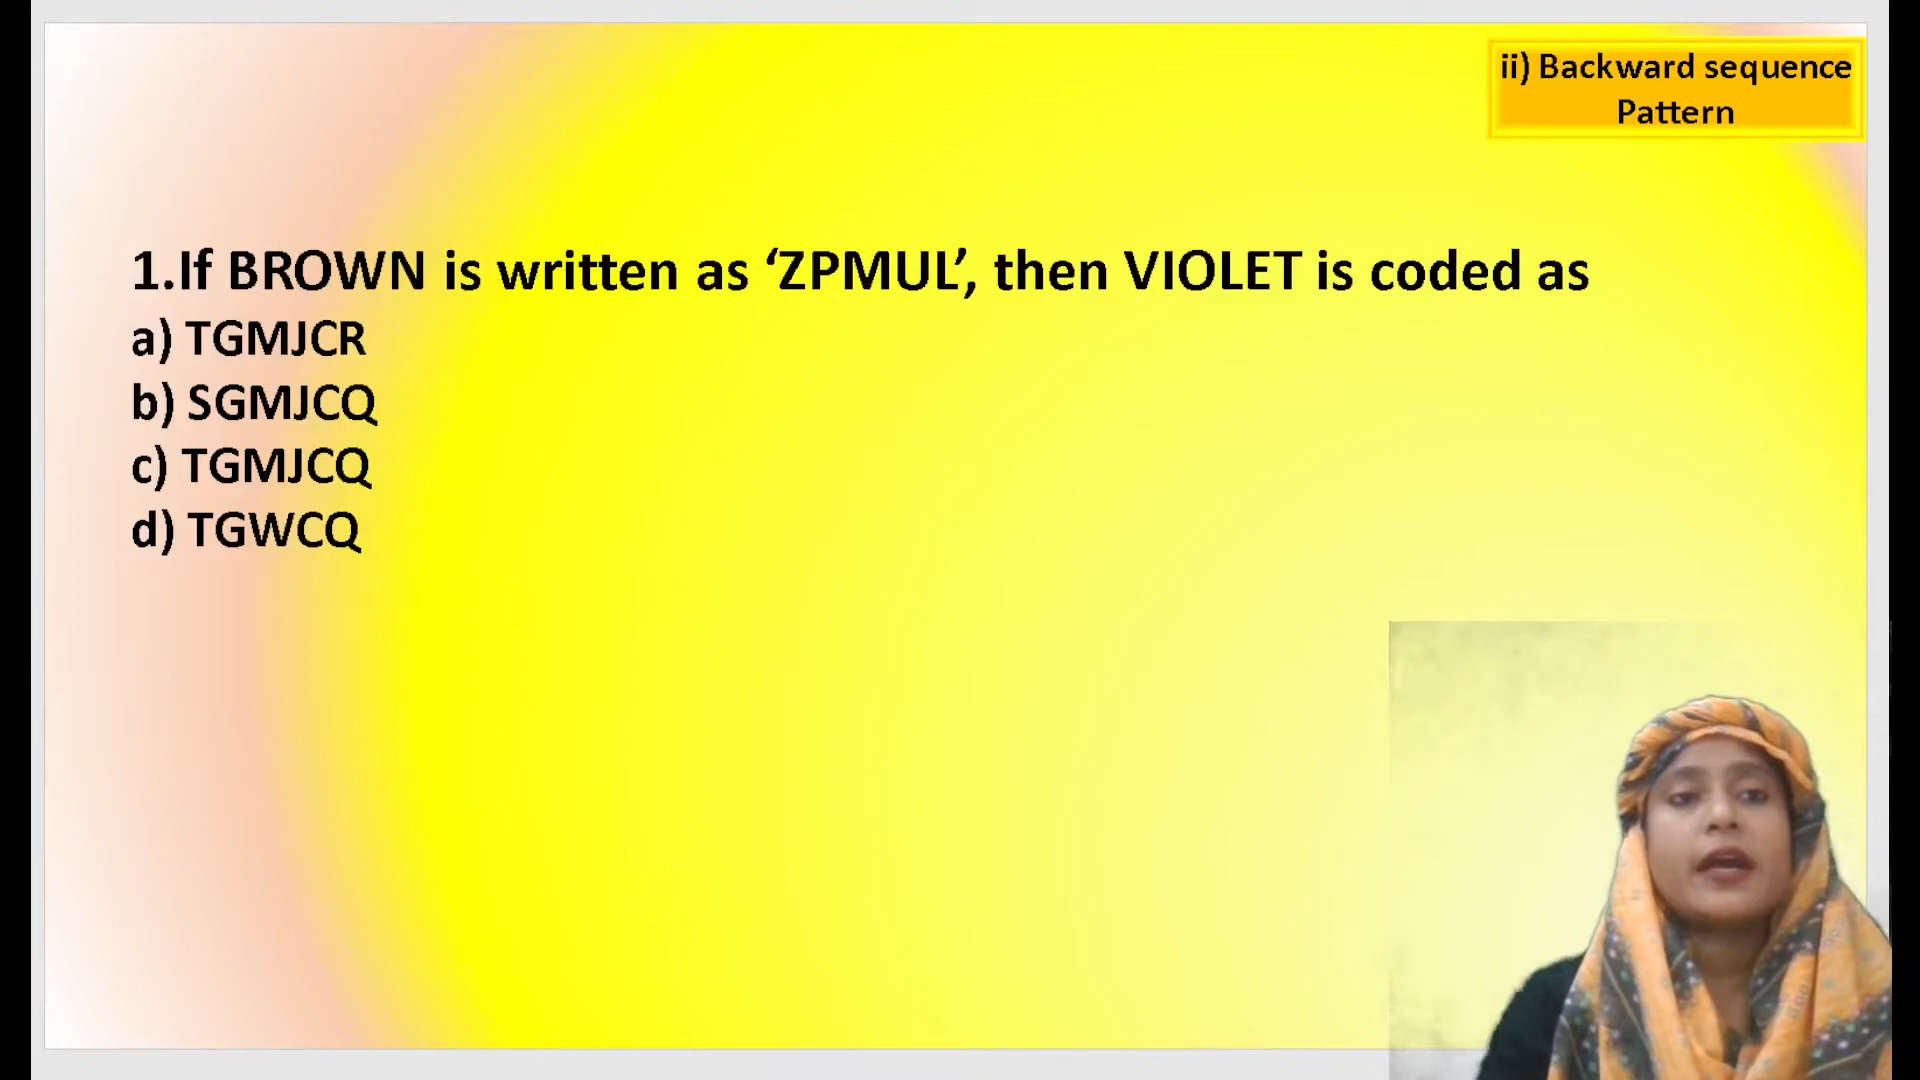 ii) Backward sequence
Pattern
1.If BROWN is written as ‘ZPMUL’, then VIOLET is coded as
a) TGMJCR
b) SGMJCQ
c) TGMJCQ
d) TGWCQ